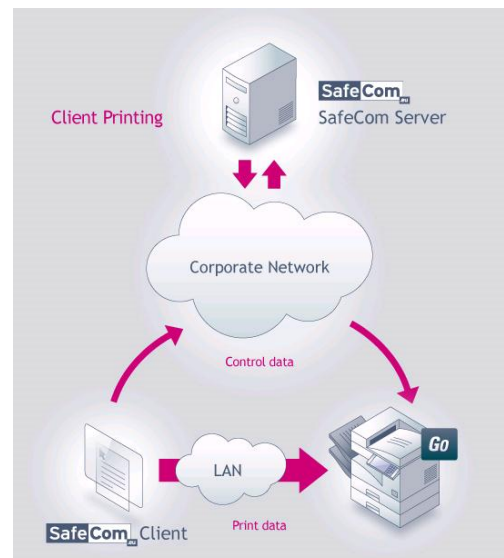 SafeCom
Client Printing
SafeCom Server
Corporate Network
Control data
Go
LAN
SafeCom Client
Print data